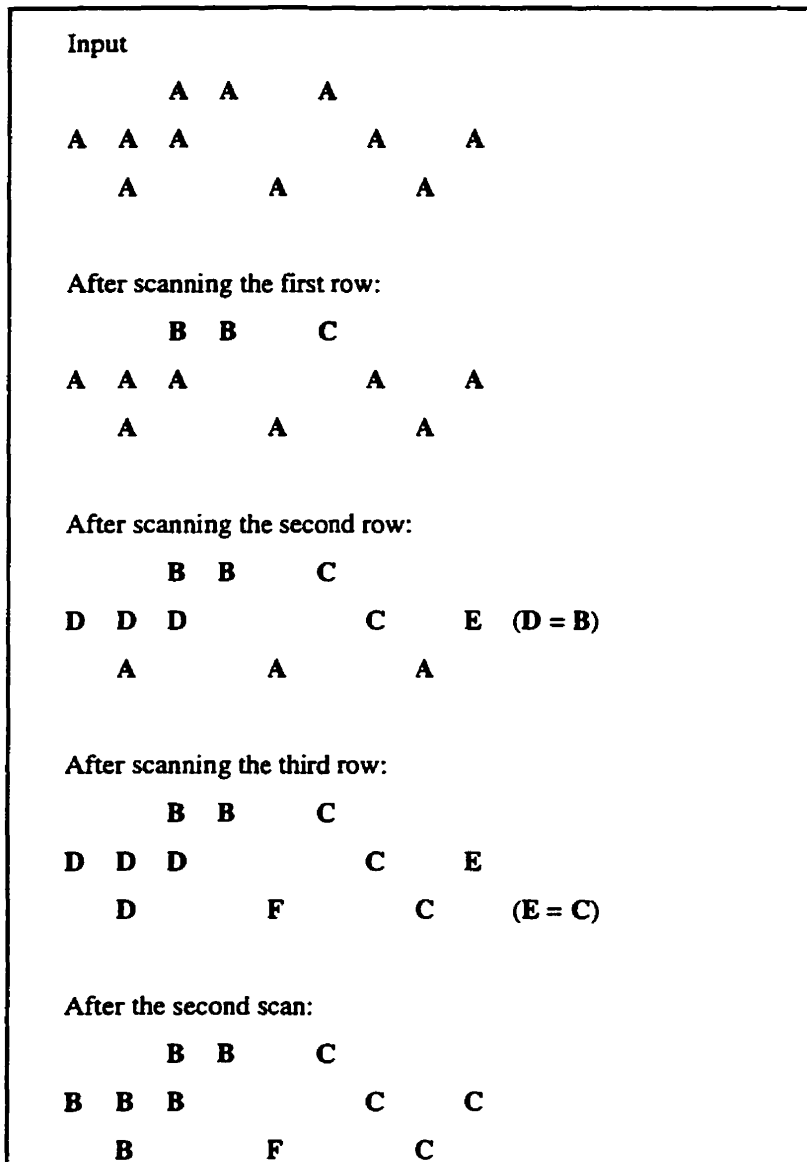 Input
A A A
A A A A A
A A A
After scanning the first row:
B B C
A A A A A
A A A
After scanning the second row:
B B C
D D D C E (D = B)
A A A
After scanning the third row:
B B C
D D D C E
D F C (E = C)
After the second scan:
B B C
B B B C C
B F C